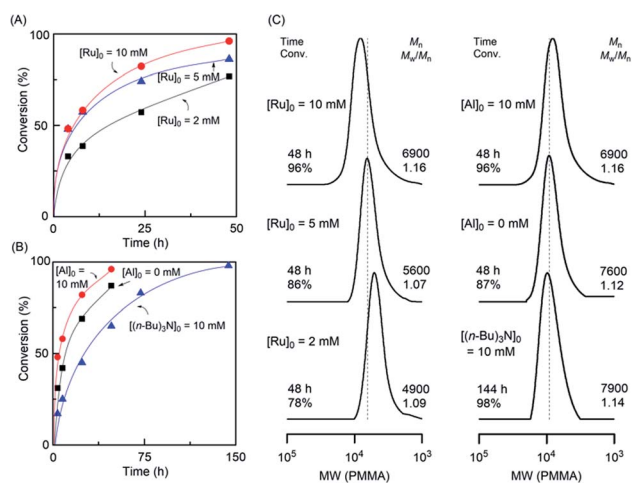 (A)
100
[Ru]0 = 10 mM
[Ru]0 = 5 mM
[Ru]0 = 2 mM
50
0
0 25 50
Conversion (%)
Time (h)
(B)
100
[Al]0 =
10 mM
[Al]0 = 0 mM
[(n-Bu)3N]0 = 10 mM
50
0
0 75 150
Conversion (%)
Time (h)
(C)
Time Mn
Conv. Mw/Mn
[Ru]0 = 10 mM
48 h 6900
96% 1.16
[Ru]0 = 5 mM
48 h 5600
86% 1.07
[Ru]0 = 2 mM
48 h 4900
78% 1.09
10^5 10^4 10^3
MW (PMMA)
Time Mn
Conv. Mw/Mn
[Al]0 = 10 mM
48 h 6900
96% 1.16
[Al]0 = 0 mM
48 h 7600
87% 1.12
[(n-Bu)3N]0
= 10 mM
144 h 7900
98% 1.14
10^5 10^4 10^3
MW (PMMA)